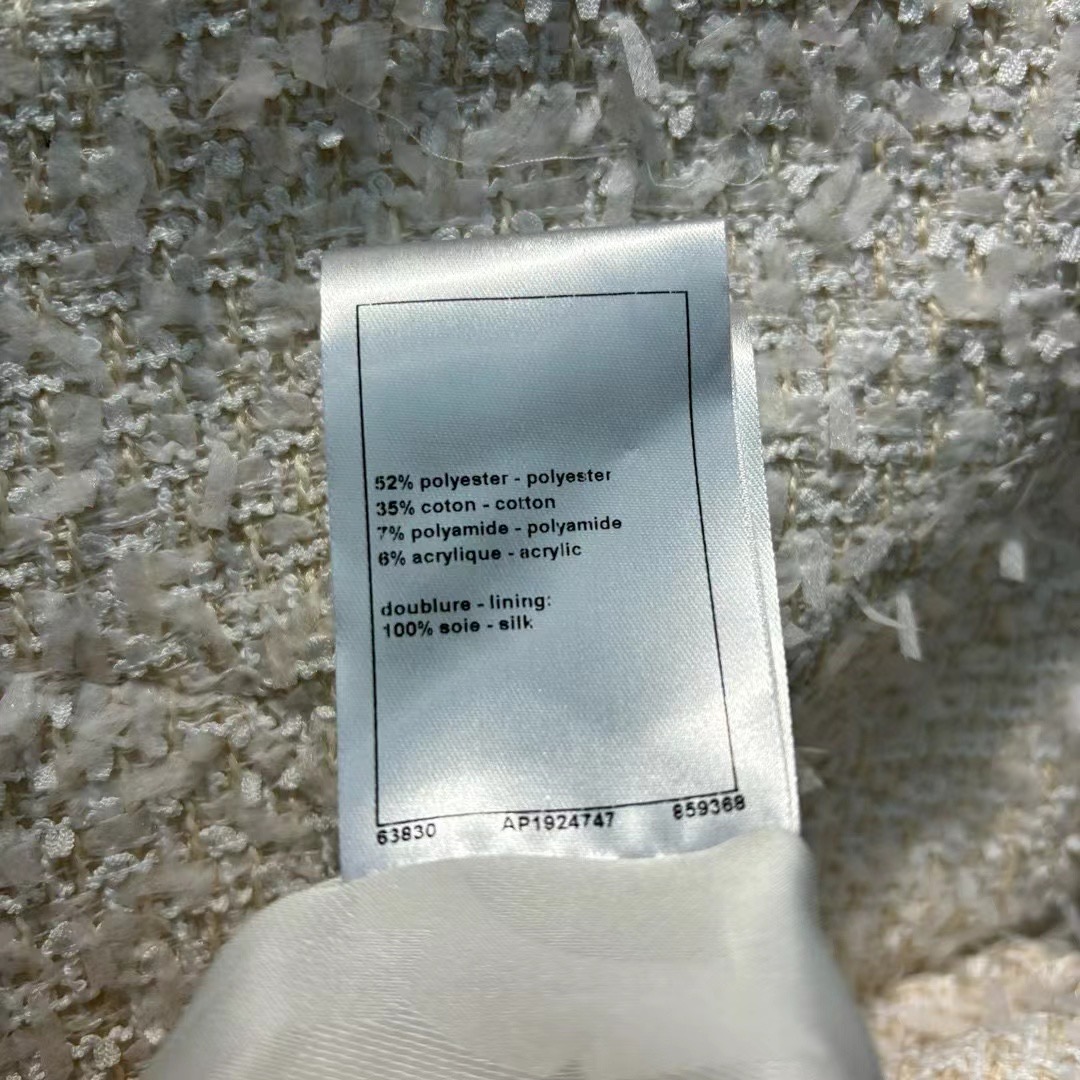 52% polyester - polyester
35% coton - cotton
7% polyamide - polyamide
6% acrylique - acrylic
doublure - lining:
100% soie - silk
63830 AP1924747 859368